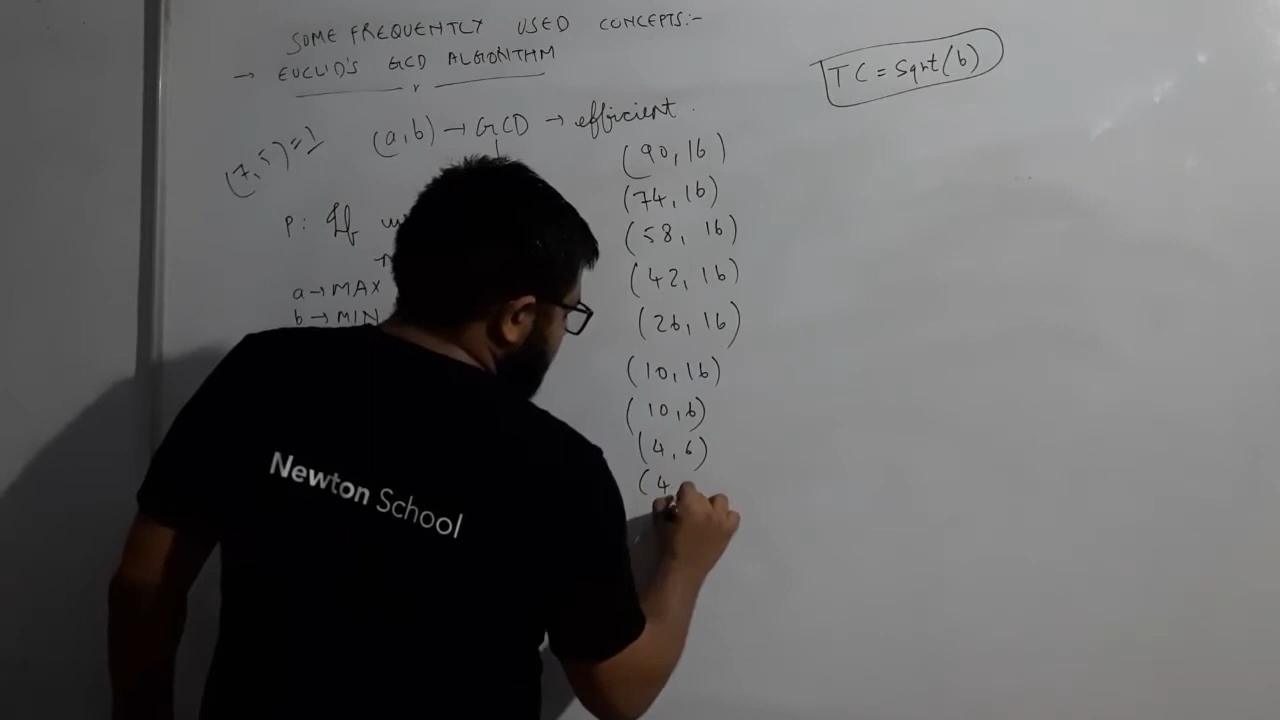 SOME FREQUENTLY USED CONCEPTS:-
→ EUCLID'S GCD ALGORITHM
TC = Sqrt(b)
(7,5)=1
(a,b) → GCD → efficient.
P: If
a → MAX
b → MIN
(90,16)
(74,16)
(58, 16)
(42,16)
(26,16)
(10,16)
(10,6)
(4,6)
(4
Newton School